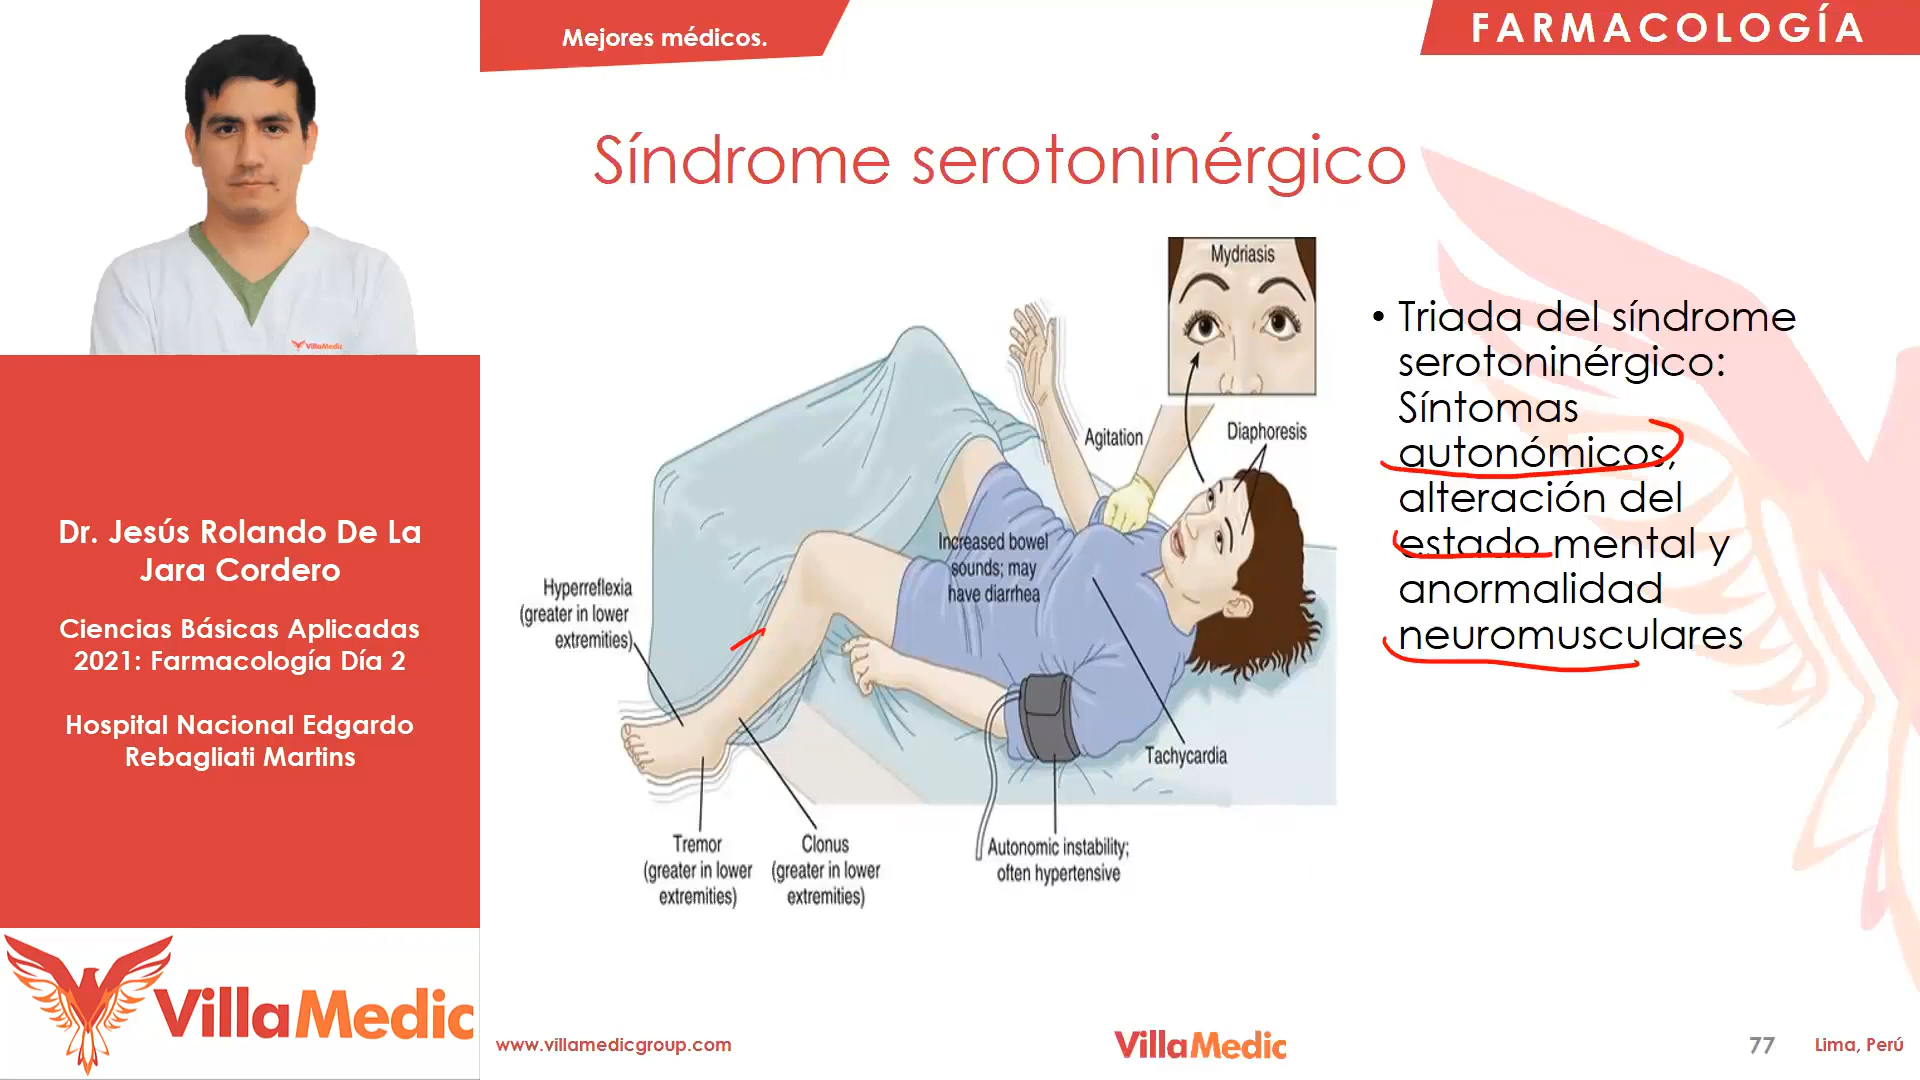 Mejores médicos.
FARMACOLOGÍA
Síndrome serotoninérgico
VillaMedic
Dr. Jesús Rolando De La
Jara Cordero
Ciencias Básicas Aplicadas
2021: Farmacología Día 2
Hospital Nacional Edgardo
Rebagliati Martins
VillaMedic
Mydriasis
Agitation
Diaphoresis
Increased bowel
sounds; may
have diarrhea
Hyperreflexia
(greater in lower
extremities)
Tachycardia
Tremor
(greater in lower
extremities)
Clonus
(greater in lower
extremities)
Autonomic instability;
often hypertensive
• Triada del síndrome
serotoninérgico:
Síntomas
autonómicos,
alteración del
estado mental y
anormalidad
neuromusculares
www.villamedicgroup.com
VillaMedic
77
Lima, Perú